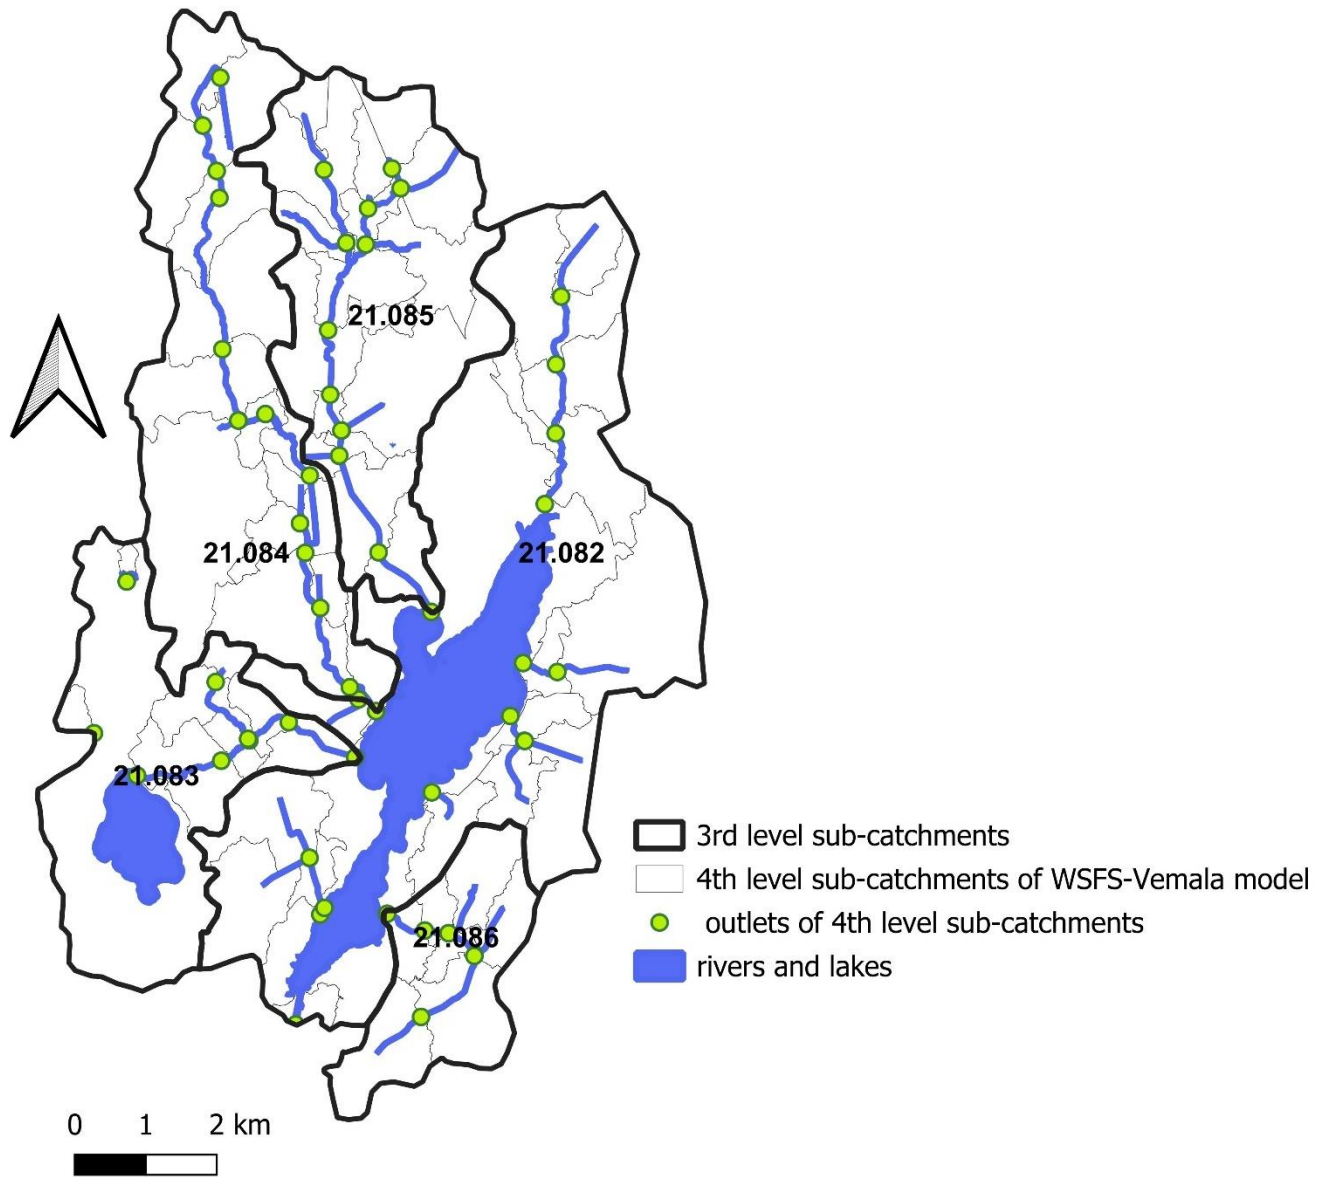 21.085
21.084
21.082
21.083
3rd level sub-catchments
4th level sub-catchments of WSFS-Vemala model
outlets of 4th level sub-catchments
21.086
rivers and lakes
0 1 2 km